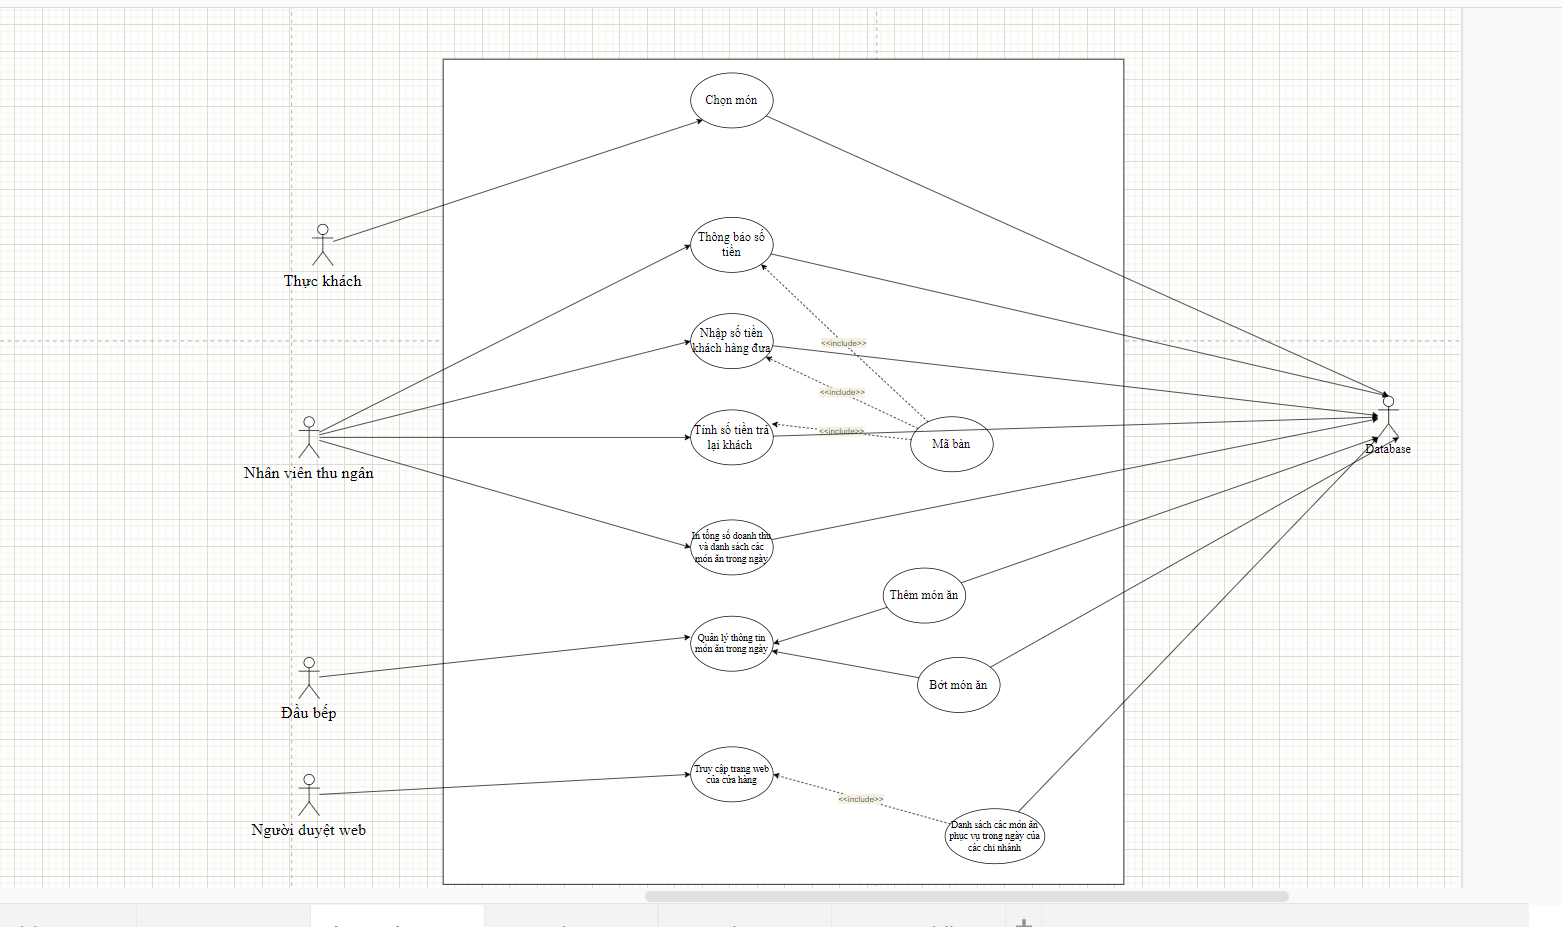 Chọn món
Thông báo số
tiền
Thực khách
Nhập số tiền
khách hàng đưa
<<include>>
<<include>>
Tính số tiền trả
lại khách
<<include>>
Mã bàn
Database
Nhân viên thu ngân
In tổng số doanh thu
và danh sách các
món ăn trong ngày
Thêm món ăn
Quản lý thông tin
món ăn trong ngày
Bớt món ăn
Đầu bếp
Truy cập trang web
của cửa hàng
<<include>>
Người duyệt web
Danh sách các món ăn
phục vụ trong ngày của
các chi nhánh